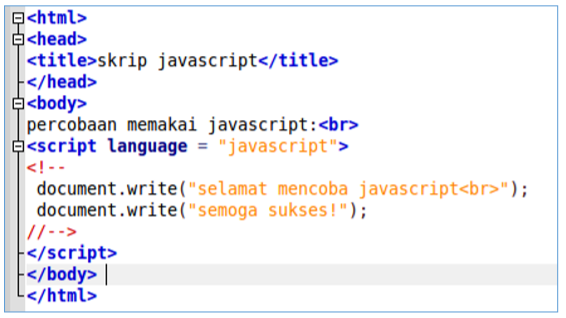 <html>
<head>
<title>skrip javascript</title>
</head>
<body>
percobaan memakai javascript:<br>
<script language = "javascript">
<!--
document.write("selamat mencoba javascript<br>");
document.write("semoga sukses!");
//-->
</script>
</body>
</html>